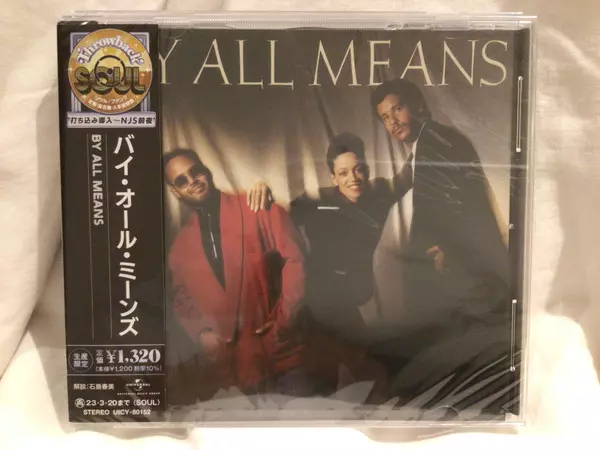 Throwback
SOUL
打ち込み導入〜NJS前夜
バイ・オール・ミーンズ
BY ALL MEANS
生産
限定
定価
¥1,320
(本体¥1,200 税率10%)
解説:石島春美
UNIVERSAL
再 23・3・20まで (SOUL)
STEREO UICY-80152
Y ALL MEANS